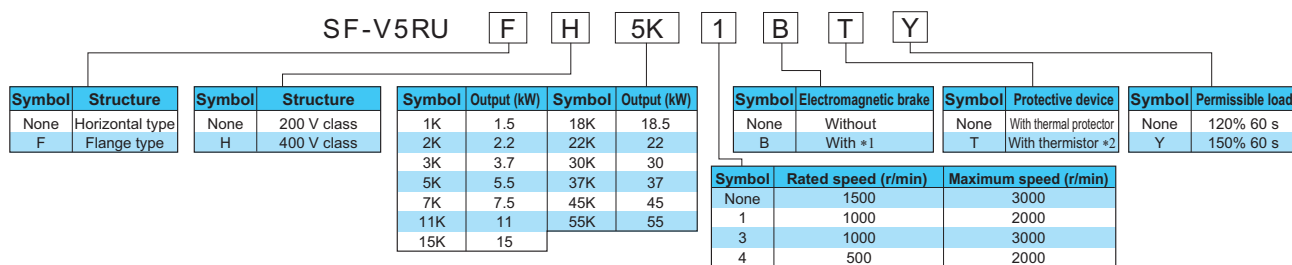 SF-V5RU F H 5K 1 B T Y
Symbol Structure
None Horizontal type
F Flange type
Symbol Structure
None 200 V class
H 400 V class
Symbol Output (kW) Symbol Output (kW)
1K 1.5 18K 18.5
2K 2.2 22K 22
3K 3.7 30K 30
5K 5.5 37K 37
7K 7.5 45K 45
11K 11 55K 55
15K 15
Symbol Electromagnetic brake
None Without
B With *1
Symbol Protective device
None With thermal protector
T With thermistor *2
Symbol Permissible load
None 120% 60 s
Y 150% 60 s
Symbol Rated speed (r/min) Maximum speed (r/min)
None 1500 3000
1 1000 2000
3 1000 3000
4 500 2000